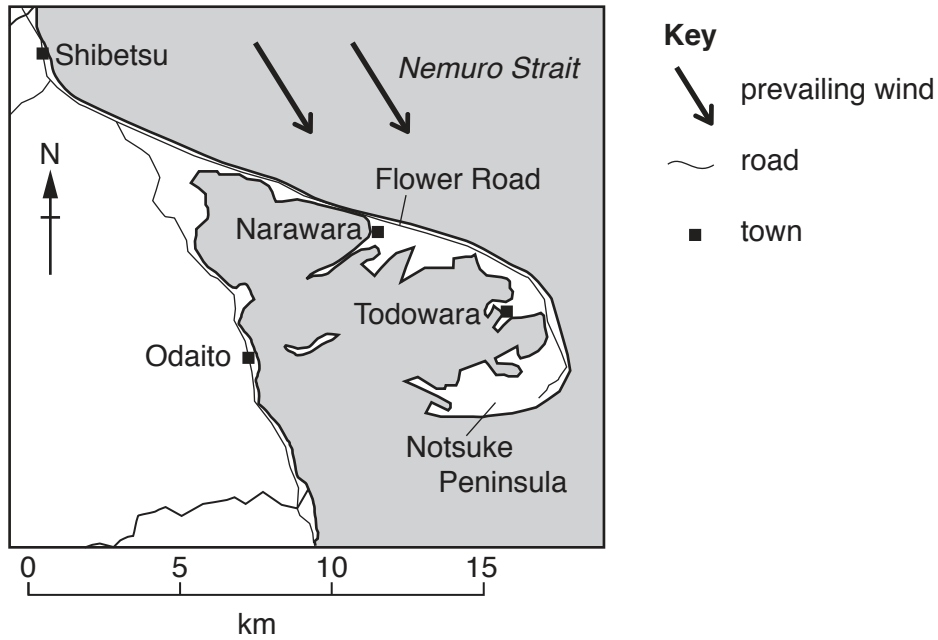 Shibetsu
Nemuro Strait
N
Flower Road
Narawara
Todowara
Odaito
Notsuke
Peninsula
0 5 10 15
km
Key
prevailing wind
road
town